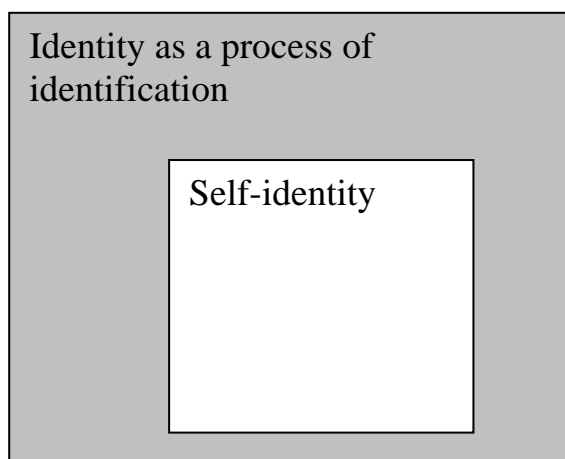 Identity as a process of
identification
Self-identity